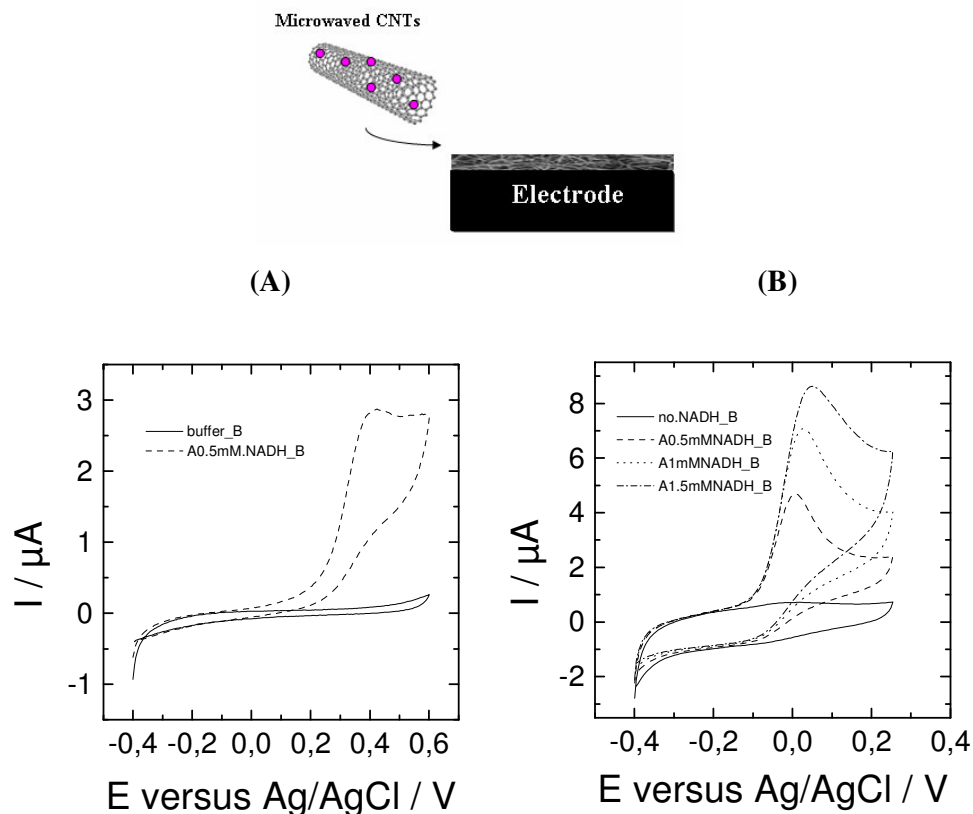 Microwaved CNTs
Electrode
(A)
(B)
3
2
1
0
-1
I / µA
buffer_B
A0.5mM.NADH_B
-0,4 -0,2 0,0 0,2 0,4 0,6
E versus Ag/AgCl / V
8
6
4
2
0
-2
I / µA
no.NADH_B
A0.5mMNADH_B
A1mMNADH_B
A1.5mMNADH_B
-0,4 -0,2 0,0 0,2 0,4
E versus Ag/AgCl / V